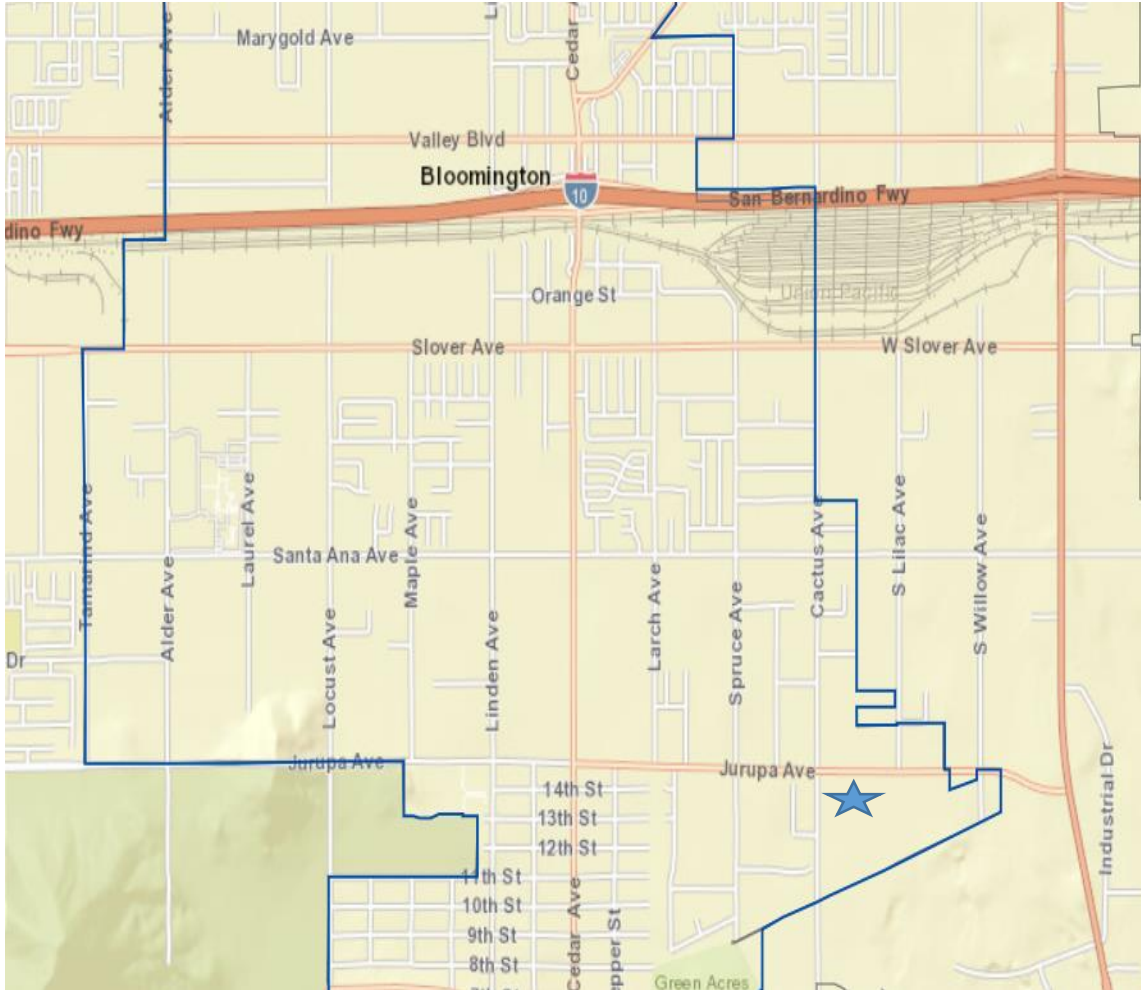 Marygold Ave
Alder Ave
Cedar
Valley Blvd
Bloomington
10
San Bernardino Fwy
dino Fwy
Union Pacific
Orange St
Slover Ave
W Slover Ave
Tamarind Ave
Alder Ave
Laurel Ave
Santa Ana Ave
Locust Ave
Maple Ave
Linden Ave
Larch Ave
Spruce Ave
Cactus Ave
S Lilac Ave
S Willow Ave
Dr
Jurupa Ave
Jurupa Ave
Industrial Dr
14th St
13th St
12th St
11th St
10th St
9th St
8th St
Cedar Ave
epper St
Green Acres